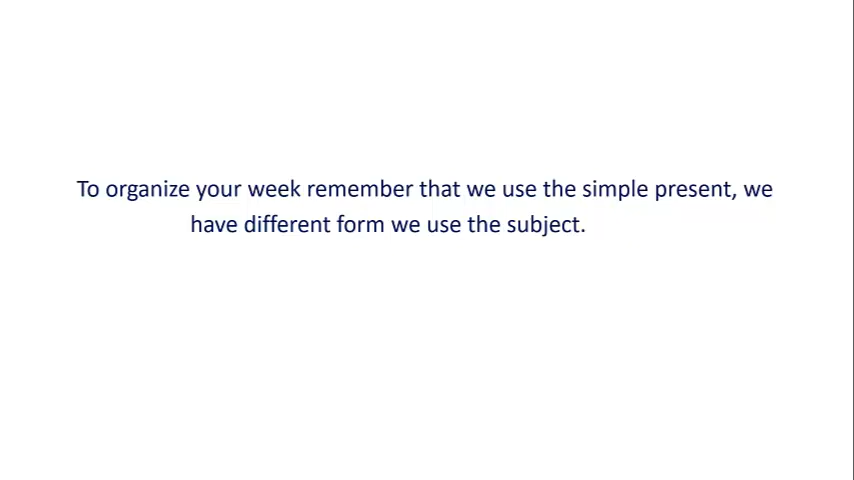 To organize your week remember that we use the simple present, we
have different form we use the subject.